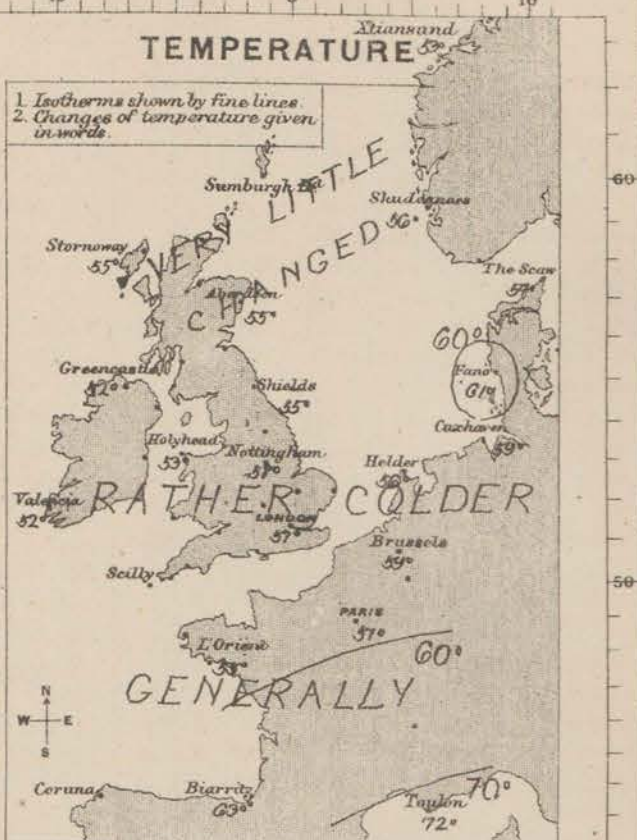 10
TEMPERATURE
1. Isotherms shown by fine lines.
2. Changes of temperature given
in words.
Xtiansand
Sumburgh Hd
60
Skudesnaes
56°
VERY LITTLE
CHANGED
Stornoway
55°
The Scaw
Aberdeen
55°
60°
Fano
61°
Greencastle
52°
Shields
55°
Cuxhaven
59°
Holyhead
53°
Nottingham
Helder
Valencia
52°
RATHER COLDER
LONDON
57°
Brussels
59°
Scilly
50
PARIS
57°
L'Orient
60°
GENERALLY
N
W E
S
Coruna
Biarritz
63°
70°
Toulon
72°